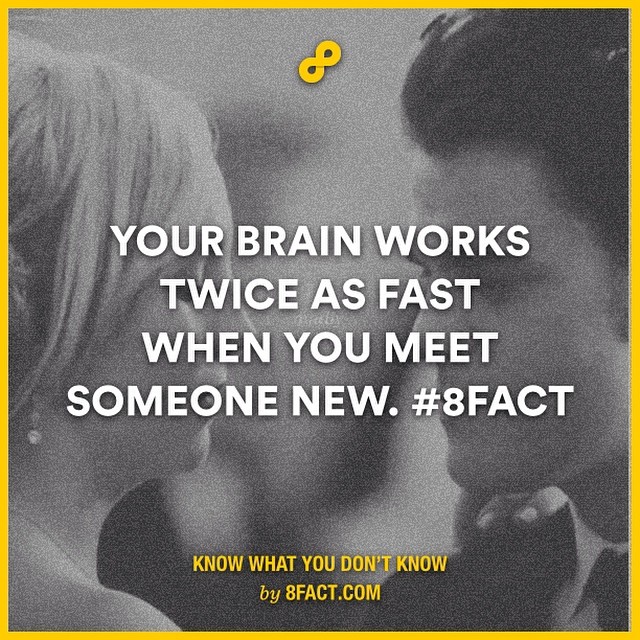 YOUR BRAIN WORKS
TWICE AS FAST
WHEN YOU MEET
SOMEONE NEW. #8FACT
KNOW WHAT YOU DON'T KNOW
by 8FACT.COM